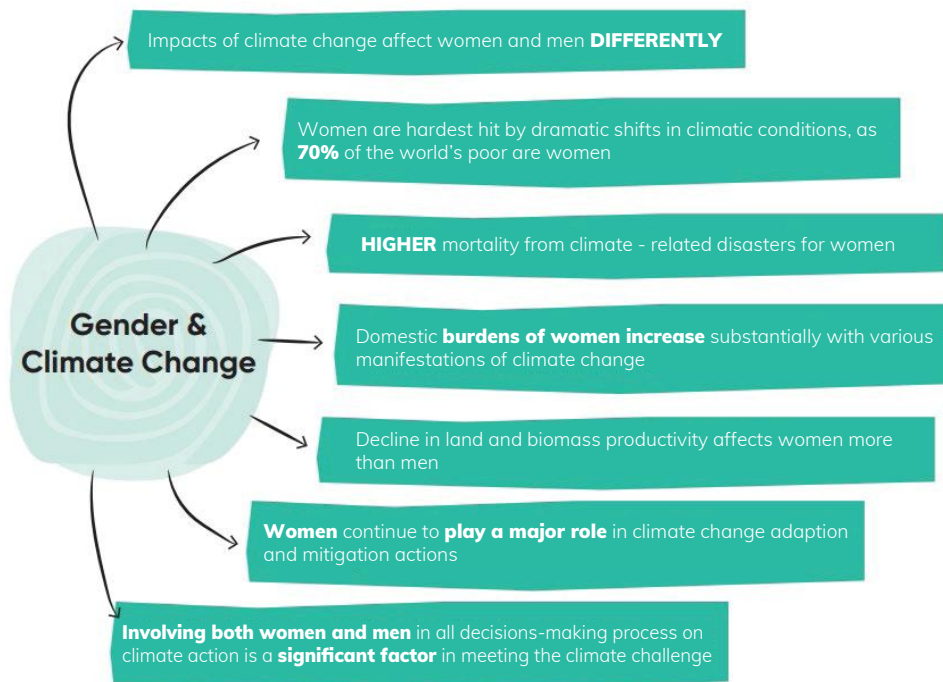 Impacts of climate change affect women and men DIFFERENTLY
Women are hardest hit by dramatic shifts in climatic conditions, as
70% of the world's poor are women
HIGHER mortality from climate - related disasters for women
Gender &
Climate Change
Domestic burdens of women increase substantially with various
manifestations of climate change
Decline in land and biomass productivity affects women more
than men
Women continue to play a major role in climate change adaption
and mitigation actions
Involving both women and men in all decisions-making process on
climate action is a significant factor in meeting the climate challenge